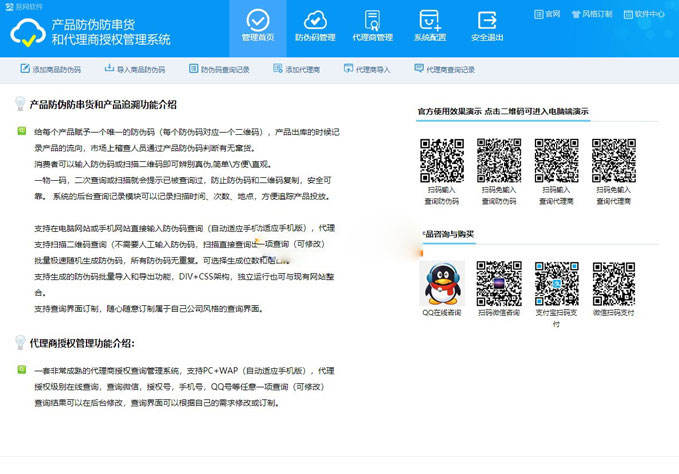 易网软件
产品防伪防串货
和代理商授权管理系统
管理首页
防伪码管理
代理商管理
系统配置
安全退出
官网
风格订制
软件中心
添加商品防伪码
导入商品防伪码
防伪码查询记录
添加代理商
代理商导入
代理商查询记录
产品防伪防串货和产品追溯功能介绍
给每个产品赋予一个唯一的防伪码（每个防伪码对应一个二维码），产品出库的时候记
录产品的流向，市场上稽查人员通过产品防伪码判断有无窜货。
消费者可以输入防伪码或扫描二维码即可辨别真伪,简单\方便\直观。
一物一码，二次查询或扫描就会提示已被查询过，防止防伪码和二维码复制，安全可
靠。 系统的后台查询记录模块可以记录扫描时间、次数、地点，方便追踪产品投放。
支持在电脑网站或手机网站直接输入防伪码查询（自动适应手机 动适应手机版），代理
支持扫描二维码查询（不需要人工输入防伪码，扫描直接查询出 一项查询（可修改）
批量极速随机生成防伪码，所有防伪码无重复。可选择生成位数
支持生成的防伪码批量导入和导出功能，DIV+CSS架构，独立运行也可与现有网站整
合。
支持查询界面订制，随心随意订制属于自己公司风格的查询界面。
代理商授权管理功能介绍：
一套非常成熟的代理商授权查询管理系统，支持PC+WAP（自动适应手机版），代理
授权级别在线查询，查询微信，授权号，手机号，QQ号等任意一项查询（可修改）
查询结果可以在后台修改，查询界面可以根据自己的需求修改或订制。
官方使用效果演示 点击二维码可进入电脑端演示
扫码输入
查询防伪码
扫码免输入
查询防伪码
扫码输入
查询代理商
扫码免输入
查询代理商
品咨询与购买
QQ在线咨询
扫码微信咨询
支付宝扫码支
付
微信扫码支付